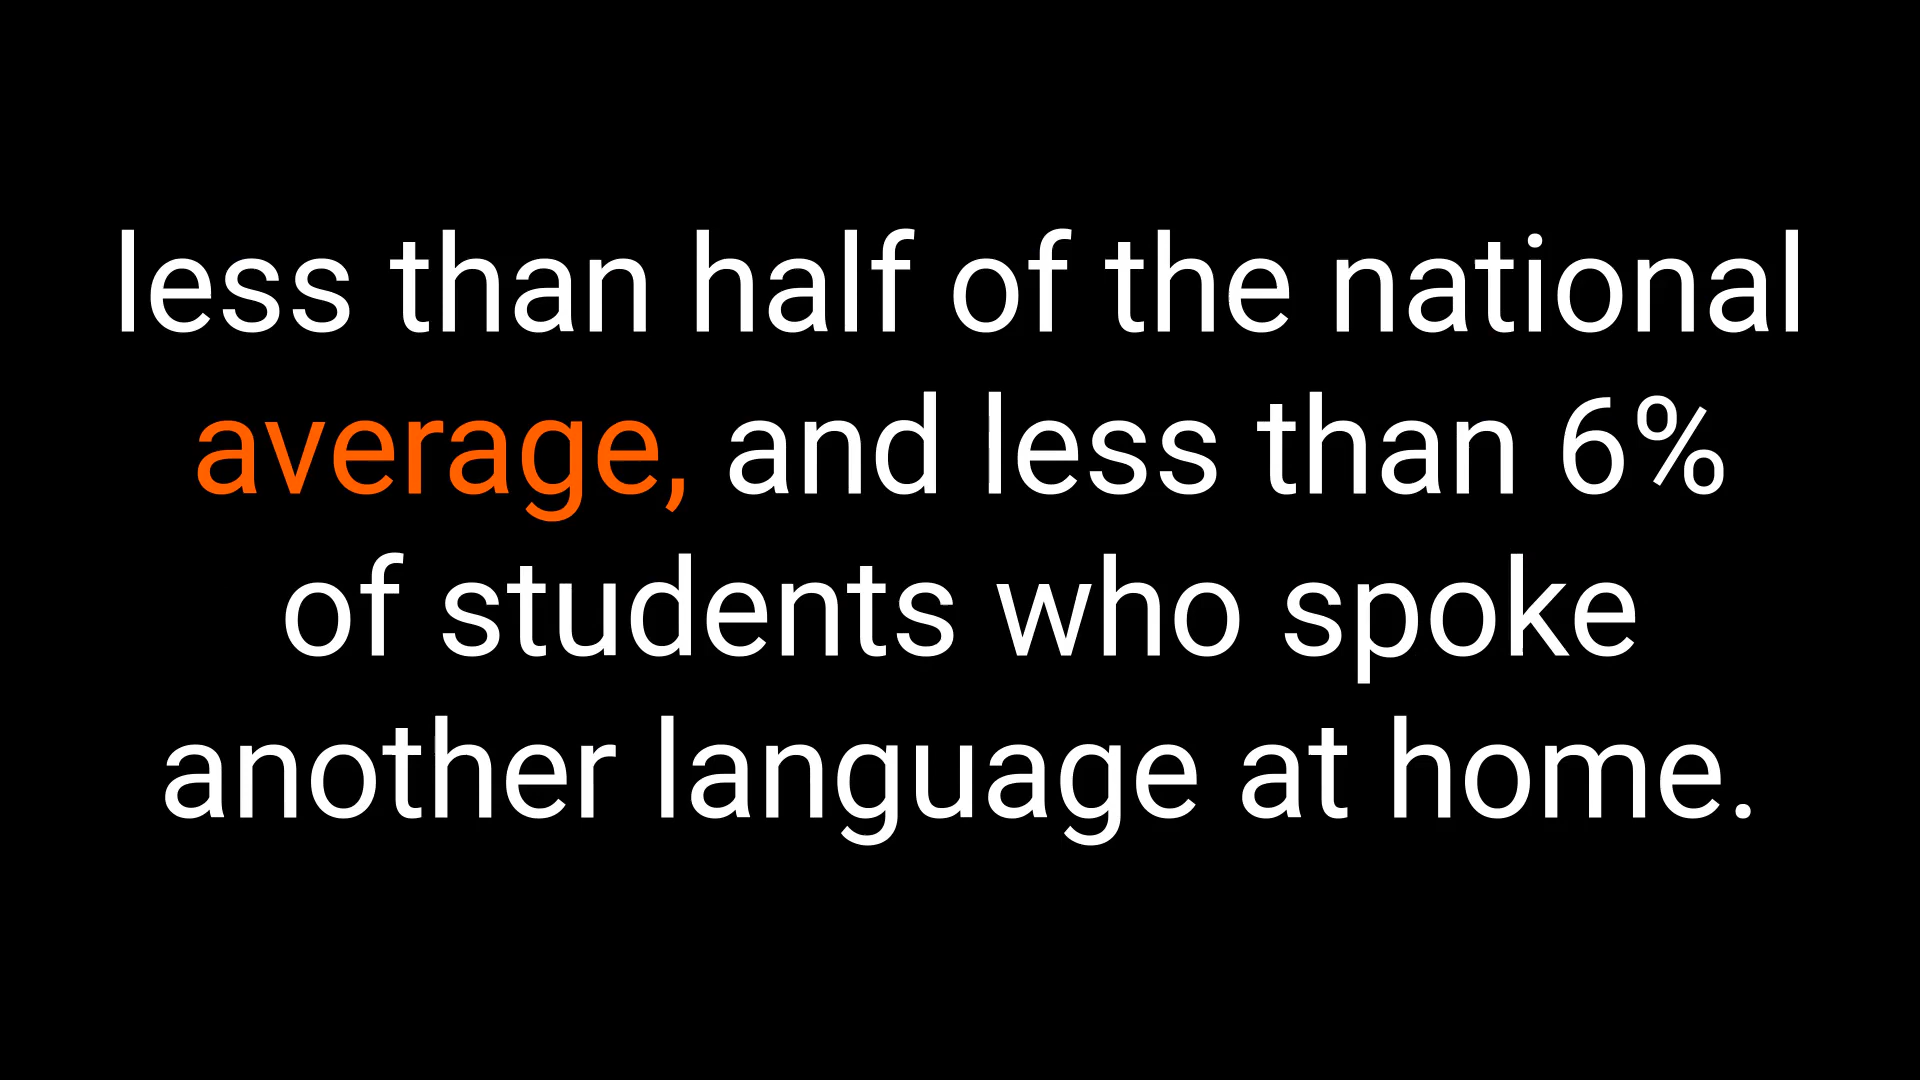 less than half of the national
average, and less than 6%
of students who spoke
another language at home.